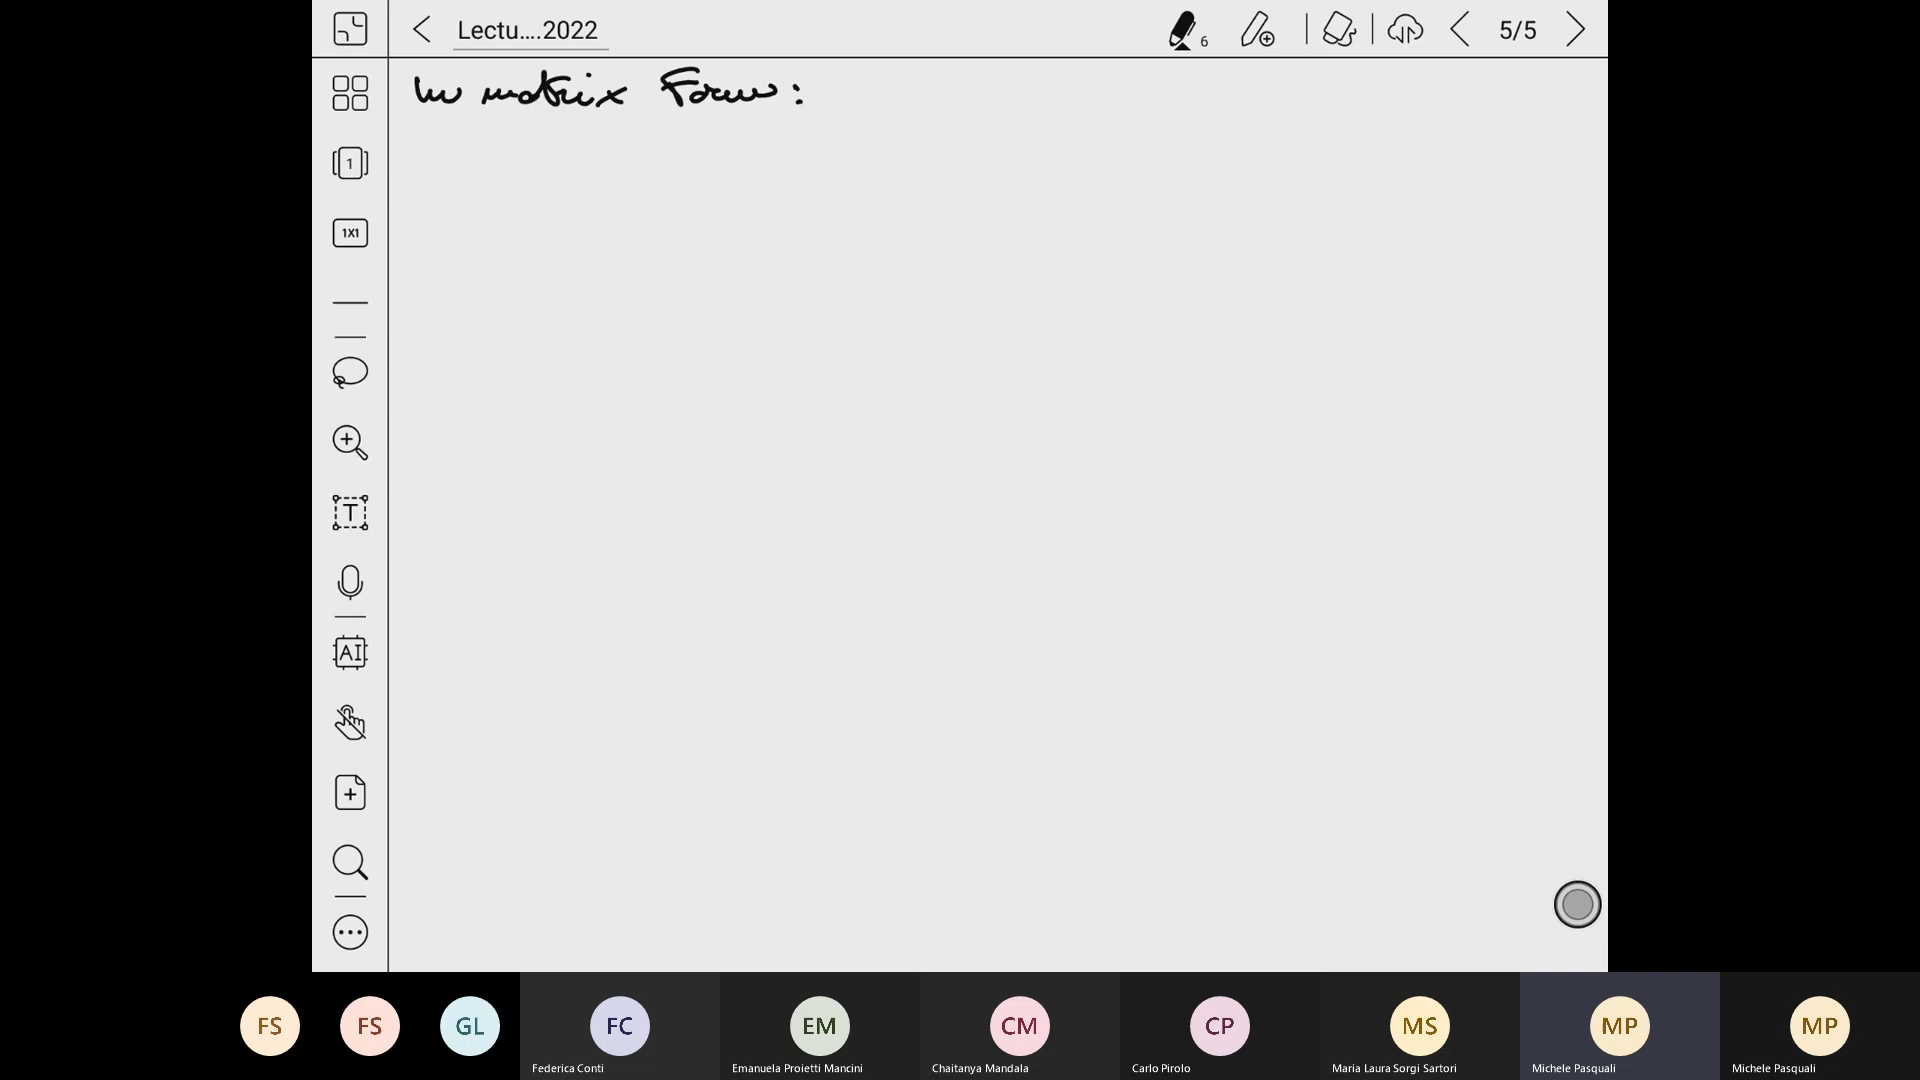 Lectu....2022
6
5/5
In matrix Form:
1
1X1
T
AI
FS
FS
GL
FC
EM
CM
CP
MS
MP
MP
Federica Conti
Emanuela Proietti Mancini
Chaitanya Mandala
Carlo Pirolo
Maria Laura Sorgi Sartori
Michele Pasquali
Michele Pasquali